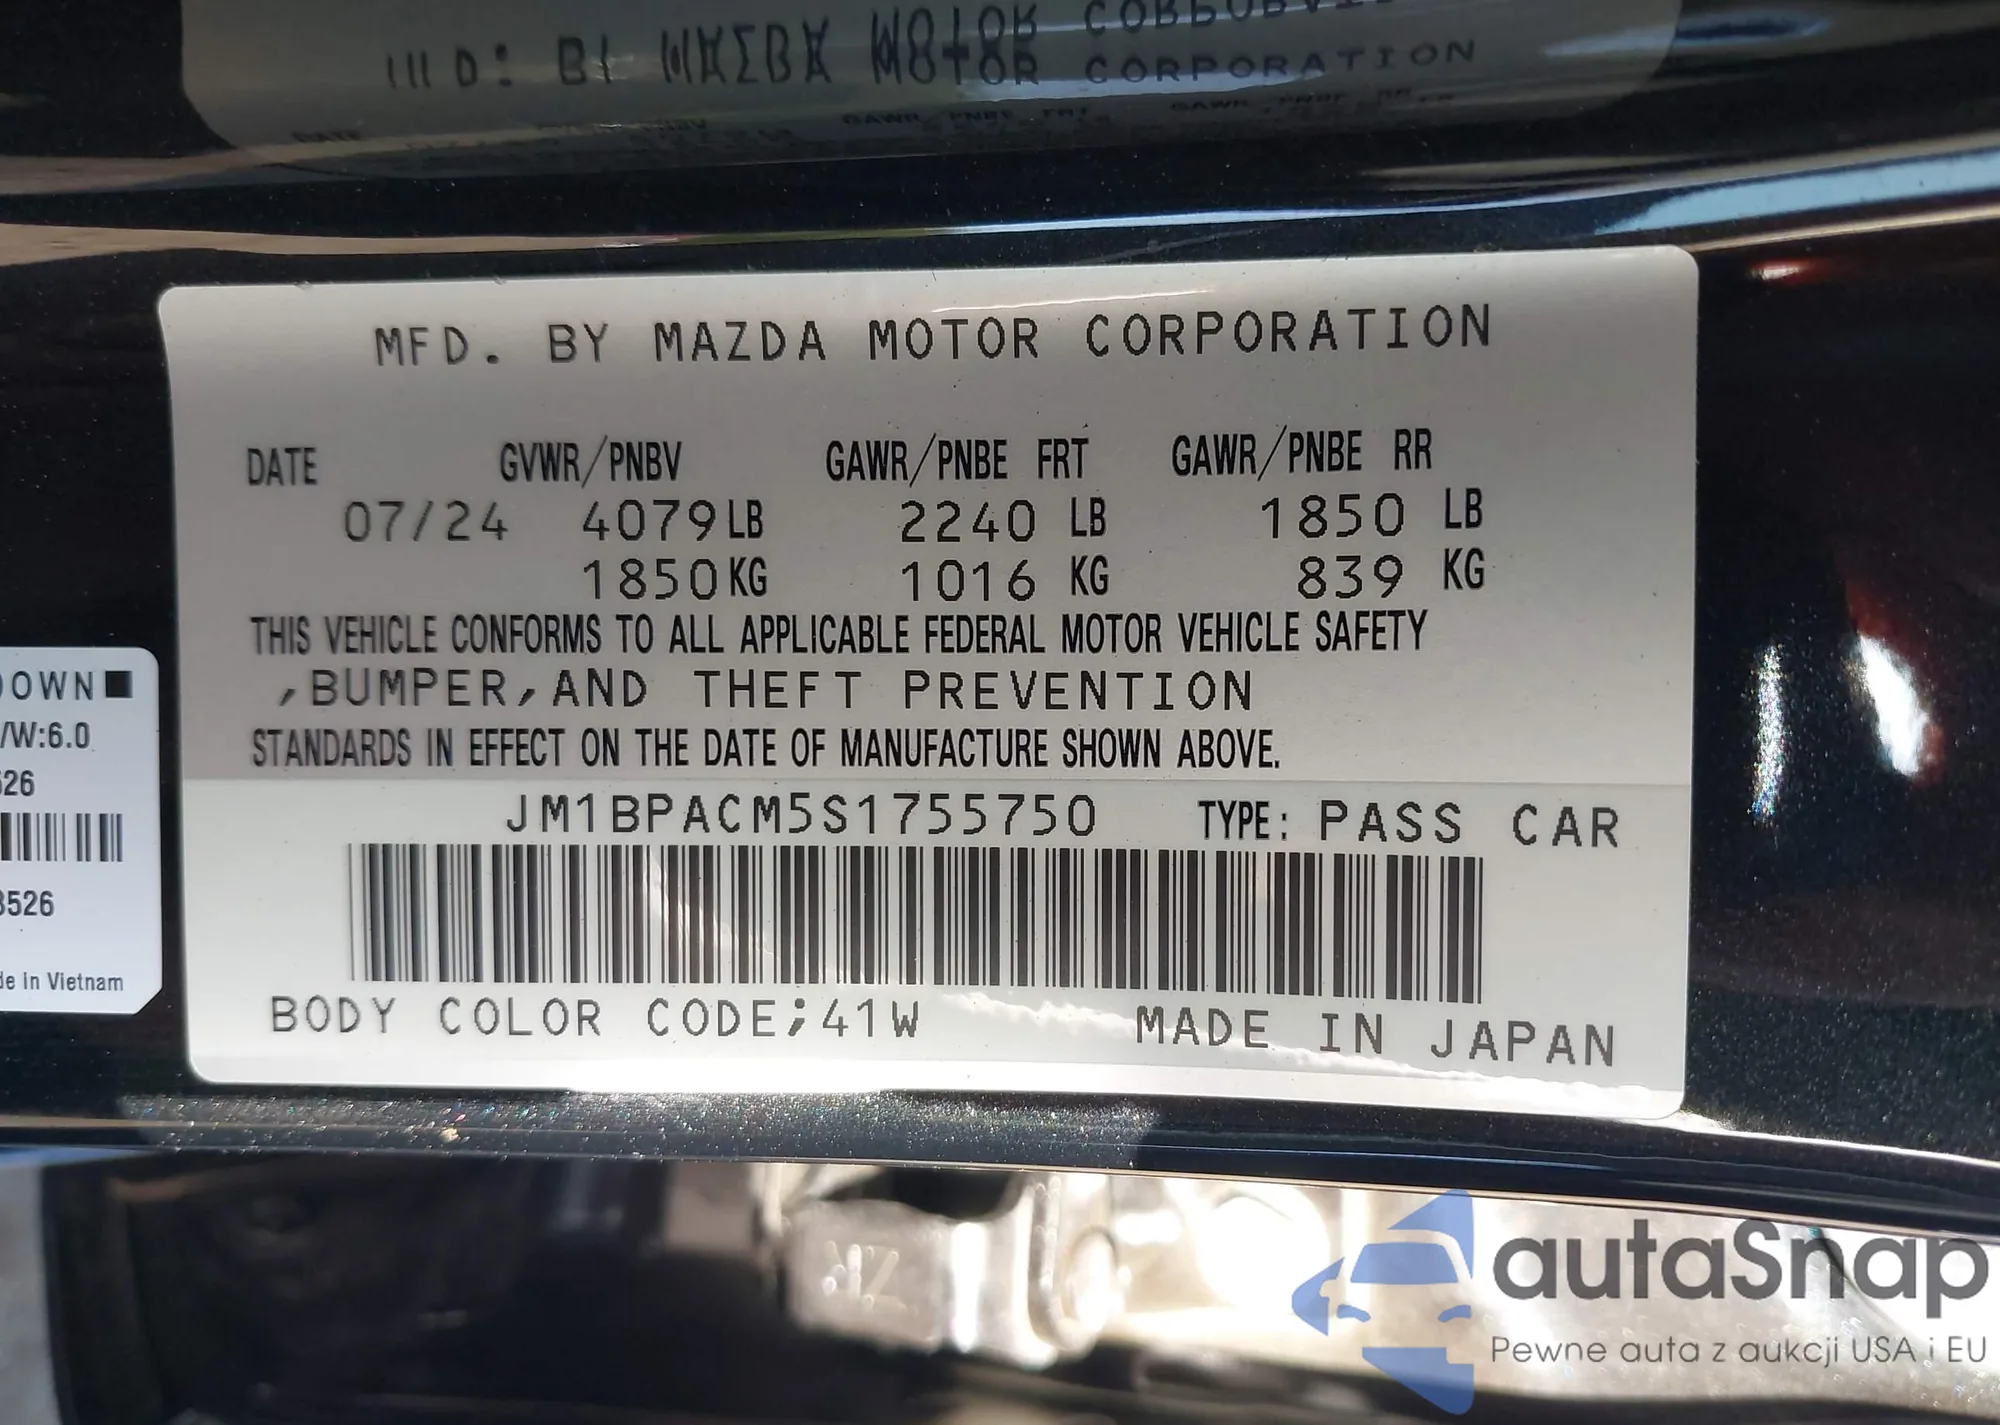 CORPORATION
MFD. BY MAZDA MOTOR CORPORATION
DATE GVWR/PNBV GAWR/PNBE FRT GAWR/PNBE RR
07/24 4079LB 2240 LB 1850 LB
1850KG 1016 KG 839 KG
THIS VEHICLE CONFORMS TO ALL APPLICABLE FEDERAL MOTOR VEHICLE SAFETY
,BUMPER,AND THEFT PREVENTION
STANDARDS IN EFFECT ON THE DATE OF MANUFACTURE SHOWN ABOVE.
JM1BPACM5S1755750 TYPE: PASS CAR
BODY COLOR CODE;41W MADE IN JAPAN
OWN■
/W:6.0
526
3526
de in Vietnam
autaSnap
Pewne auta z aukcji USA i EU